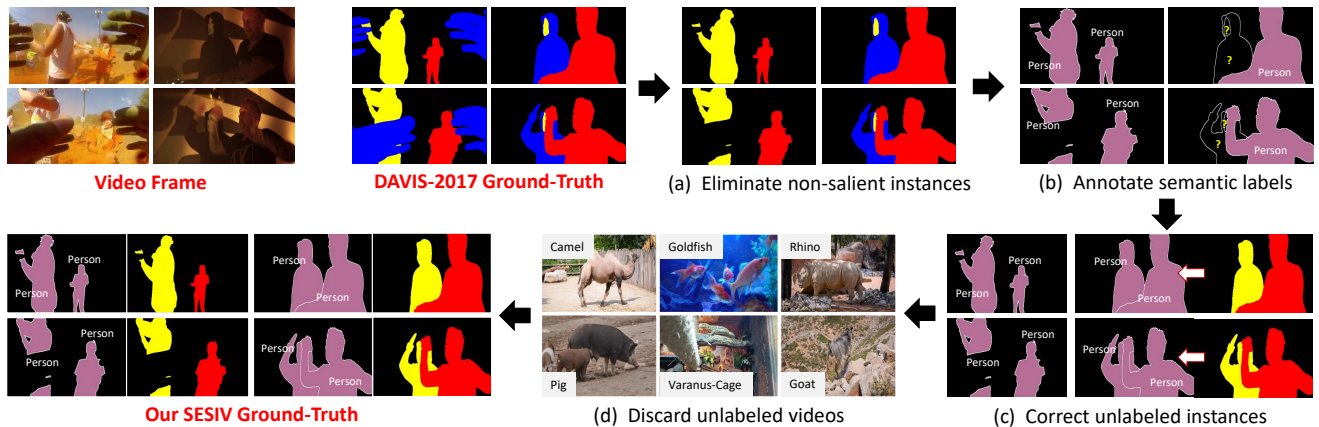 Person
Person
Person
Person
?
?
Person
?
?
Person
Video Frame
DAVIS-2017 Ground-Truth
(a) Eliminate non-salient instances
(b) Annotate semantic labels
Person
Person
Person
Person
Person
Person
Person
Person
Our SESIV Ground-Truth
Camel
Goldfish
Rhino
Pig
Varanus-Cage
Goat
(d) Discard unlabeled videos
Person
Person
Person
Person
Person
Person
Person
Person
(c) Correct unlabeled instances